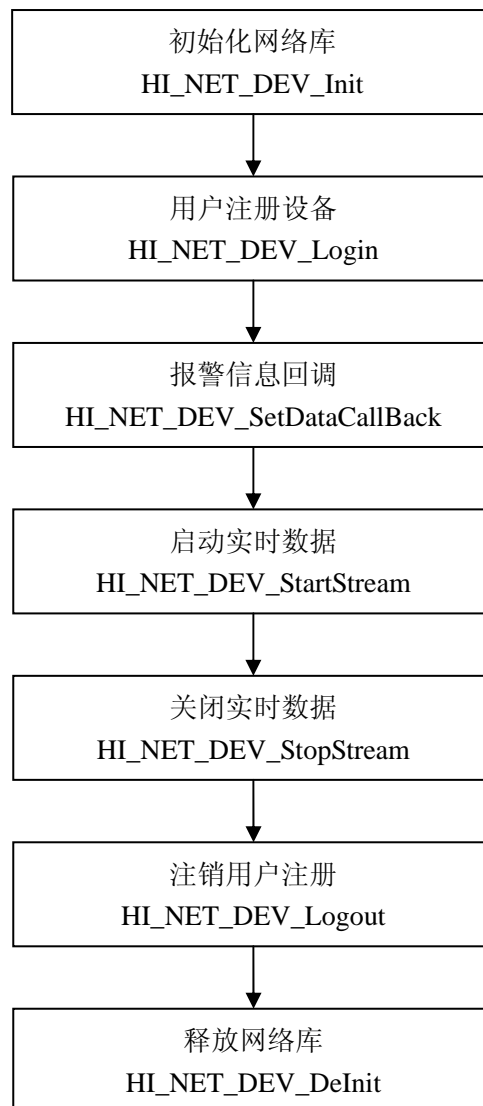 初始化网络库
HI_NET_DEV_Init
用户注册设备
HI_NET_DEV_Login
报警信息回调
HI_NET_DEV_SetDataCallBack
启动实时数据
HI_NET_DEV_StartStream
关闭实时数据
HI_NET_DEV_StopStream
注销用户注册
HI_NET_DEV_Logout
释放网络库
HI_NET_DEV_DeInit